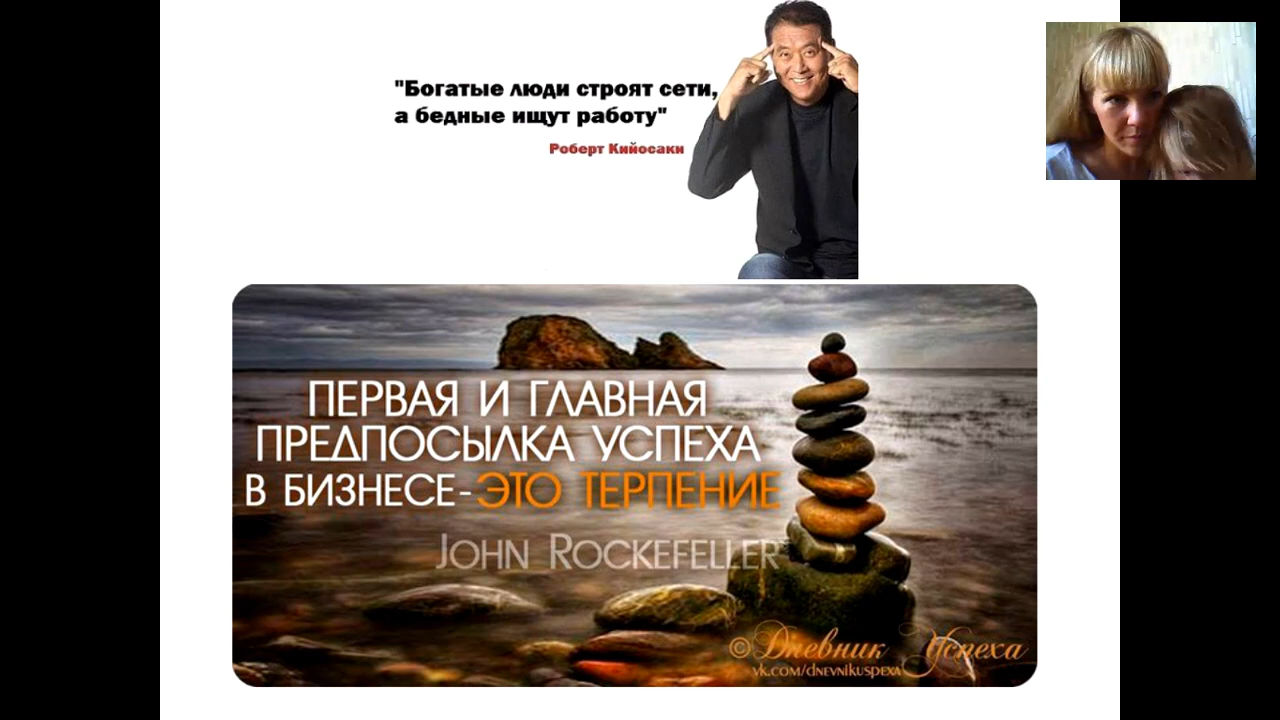 "Богатые люди строят сети,
а бедные ищут работу"
Роберт Кийосаки
ПЕРВАЯ И ГЛАВНАЯ
ПРЕДПОСЫЛКА УСПЕХА
В БИЗНЕСЕ - ЭТО ТЕРПЕНИЕ
JOHN ROCKEFELLER
© Дневник Успеха
VK.COM/DNEVNIKUSPEXA